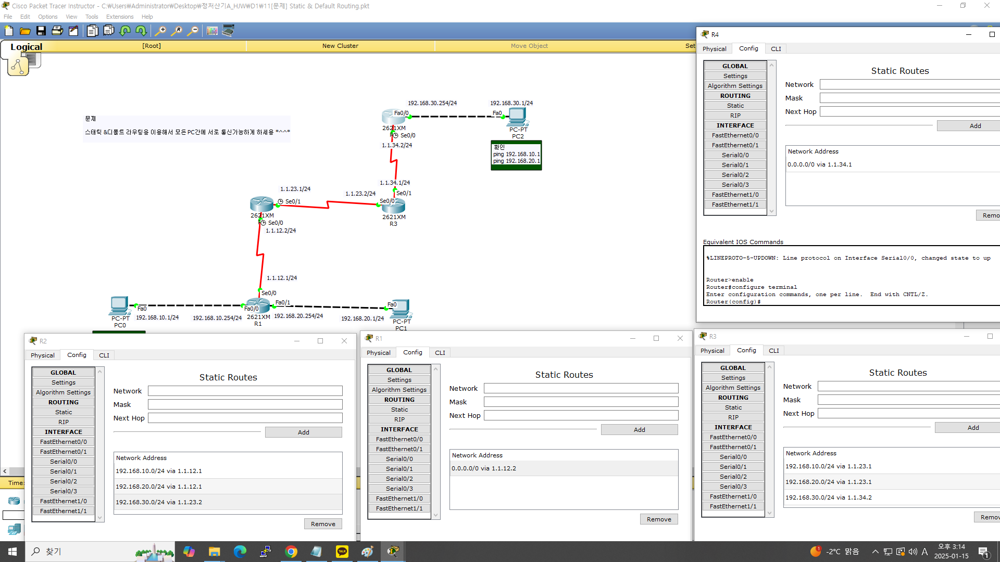 Cisco Packet Tracer Instructor - C:₩Users₩Administrator₩Desktop₩정처산기A_HJW₩D1₩11[문제] Static & Default Routing.pkt
File Edit Options View Tools Extensions Help
Logical
[Root]
New Cluster
Move Object
Set
문제
스태틱 &디폴트 라우팅을 이용해서 모든 PC간에 서로 통신가능하게 하세용 *^^*
192.168.30.254/24
192.168.30.1/24
Fa0/0
Fa0
2621XM
Se0/0
1.1.34.2/24
PC-PT
PC2
확인
ping 192.168.10.1
ping 192.168.20.1
1.1.34.1/24
Se0/1
1.1.23.1/24
1.1.23.2/24
Se0/1
Se0/0
2621XM
2621XM
R3
Se0/0
1.1.12.2/24
1.1.12.1/24
Se0/0
Fa0
Fa0/0
Fa0/1
Fa0
192.168.10.1/24
192.168.10.254/24
192.168.20.254/24
192.168.20.1/24
PC-PT
PC0
2621XM
R1
PC-PT
PC1
R4
Physical Config CLI
GLOBAL
Settings
Algorithm Settings
ROUTING
Static
RIP
INTERFACE
FastEthernet0/0
FastEthernet0/1
Serial0/0
Serial0/1
Serial0/2
Serial0/3
FastEthernet1/0
FastEthernet1/1
Static Routes
Network
Mask
Next Hop
Add
Network Address
0.0.0.0/0 via 1.1.34.1
Remo
Equivalent IOS Commands
%LINEPROTO-5-UPDOWN: Line protocol on Interface Serial0/0, changed state to up
Router>enable
Router#configure terminal
Enter configuration commands, one per line.  End with CNTL/Z.
Router(config)#
R2
Physical Config CLI
GLOBAL
Settings
Algorithm Settings
ROUTING
Static
RIP
INTERFACE
FastEthernet0/0
FastEthernet0/1
Serial0/0
Serial0/1
Serial0/2
Serial0/3
FastEthernet1/0
FastEthernet1/1
Static Routes
Network
Mask
Next Hop
Add
Network Address
192.168.10.0/24 via 1.1.12.1
192.168.20.0/24 via 1.1.12.1
192.168.30.0/24 via 1.1.23.2
Remove
R1
Physical Config CLI
GLOBAL
Settings
Algorithm Settings
ROUTING
Static
RIP
INTERFACE
FastEthernet0/0
FastEthernet0/1
Serial0/0
Serial0/1
Serial0/2
Serial0/3
FastEthernet1/0
FastEthernet1/1
Static Routes
Network
Mask
Next Hop
Add
Network Address
0.0.0.0/0 via 1.1.12.2
Remove
R3
Physical Config CLI
GLOBAL
Settings
Algorithm Settings
ROUTING
Static
RIP
INTERFACE
FastEthernet0/0
FastEthernet0/1
Serial0/0
Serial0/1
Serial0/2
Serial0/3
FastEthernet1/0
FastEthernet1/1
Static Routes
Network
Mask
Next Hop
Add
Network Address
192.168.10.0/24 via 1.1.23.1
192.168.20.0/24 via 1.1.23.1
192.168.30.0/24 via 1.1.34.2
Remov
Time:
찾기
TALK
1
-2°C 맑음
A
오후 3:14
2025-01-15
1